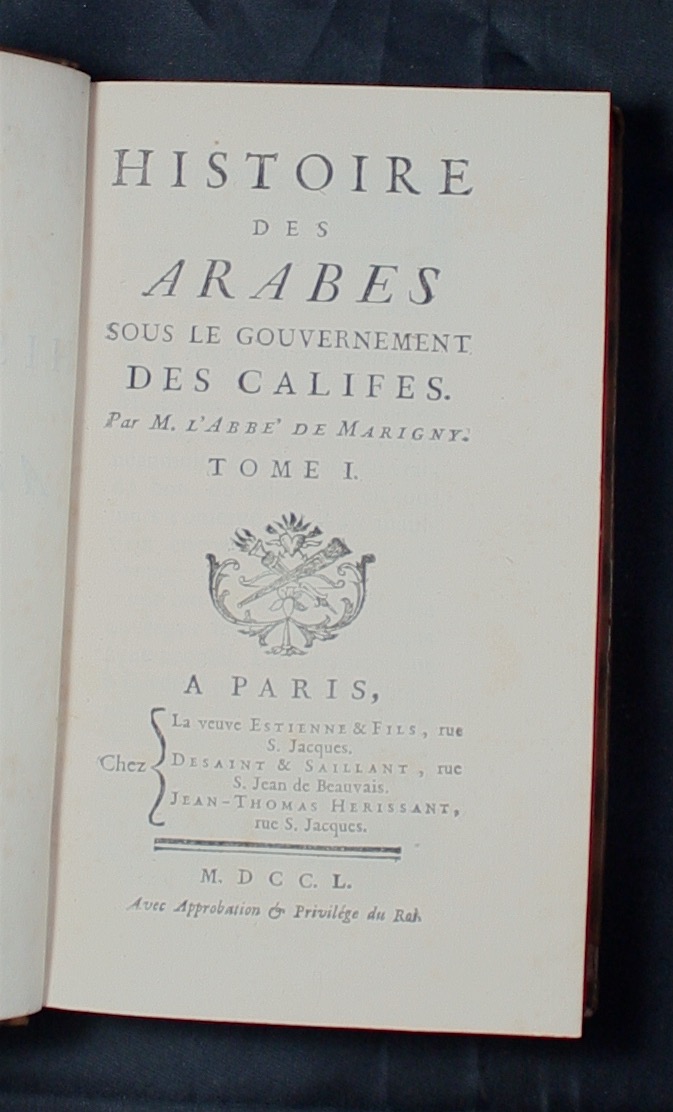 HISTOIRE
DES
ARABES
SOUS LE GOUVERNEMENT
DES CALIFES.
Par M. L'ABBE' DE MARIGNY.
TOME I.
A PARIS,
Chez
La veuve ESTIENNE & FILS, rue
S. Jacques.
DESAINT & SAILLANT, rue
S. Jean de Beauvais.
JEAN-THOMAS HERISSANT,
rue S. Jacques.
M. D C C. L.
Avec Approbation & Privilége du Roi.